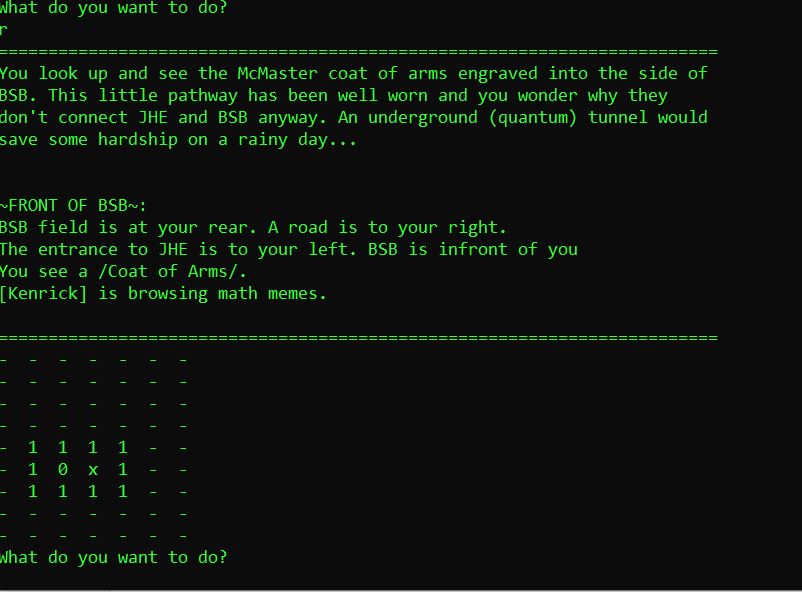 What do you want to do?
r
========================================================================
You look up and see the McMaster coat of arms engraved into the side of
BSB. This little pathway has been well worn and you wonder why they
don't connect JHE and BSB anyway. An underground (quantum) tunnel would
save some hardship on a rainy day...
~FRONT OF BSB~:
BSB field is at your rear. A road is to your right.
The entrance to JHE is to your left. BSB is infront of you
You see a /Coat of Arms/.
[Kenrick] is browsing math memes.
========================================================================
- - - - - - -
- - - - - - -
- - - - - - -
- - - - - - -
- 1 1 1 1 - -
- 1 0 x 1 - -
- 1 1 1 1 - -
- - - - - - -
- - - - - - -
What do you want to do?